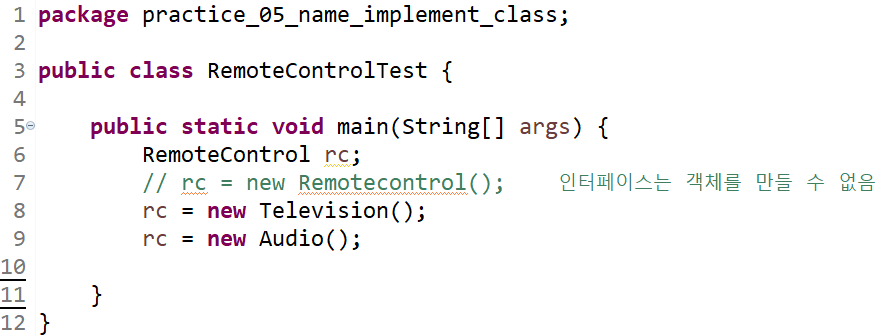 1 package practice_05_name_implement_class;
2
3 public class RemoteControlTest {
4
5 public static void main(String[] args) {
6 RemoteControl rc;
7 // rc = new Remotecontrol(); 인터페이스는 객체를 만들 수 없음
8 rc = new Television();
9 rc = new Audio();
10
11 }
12 }